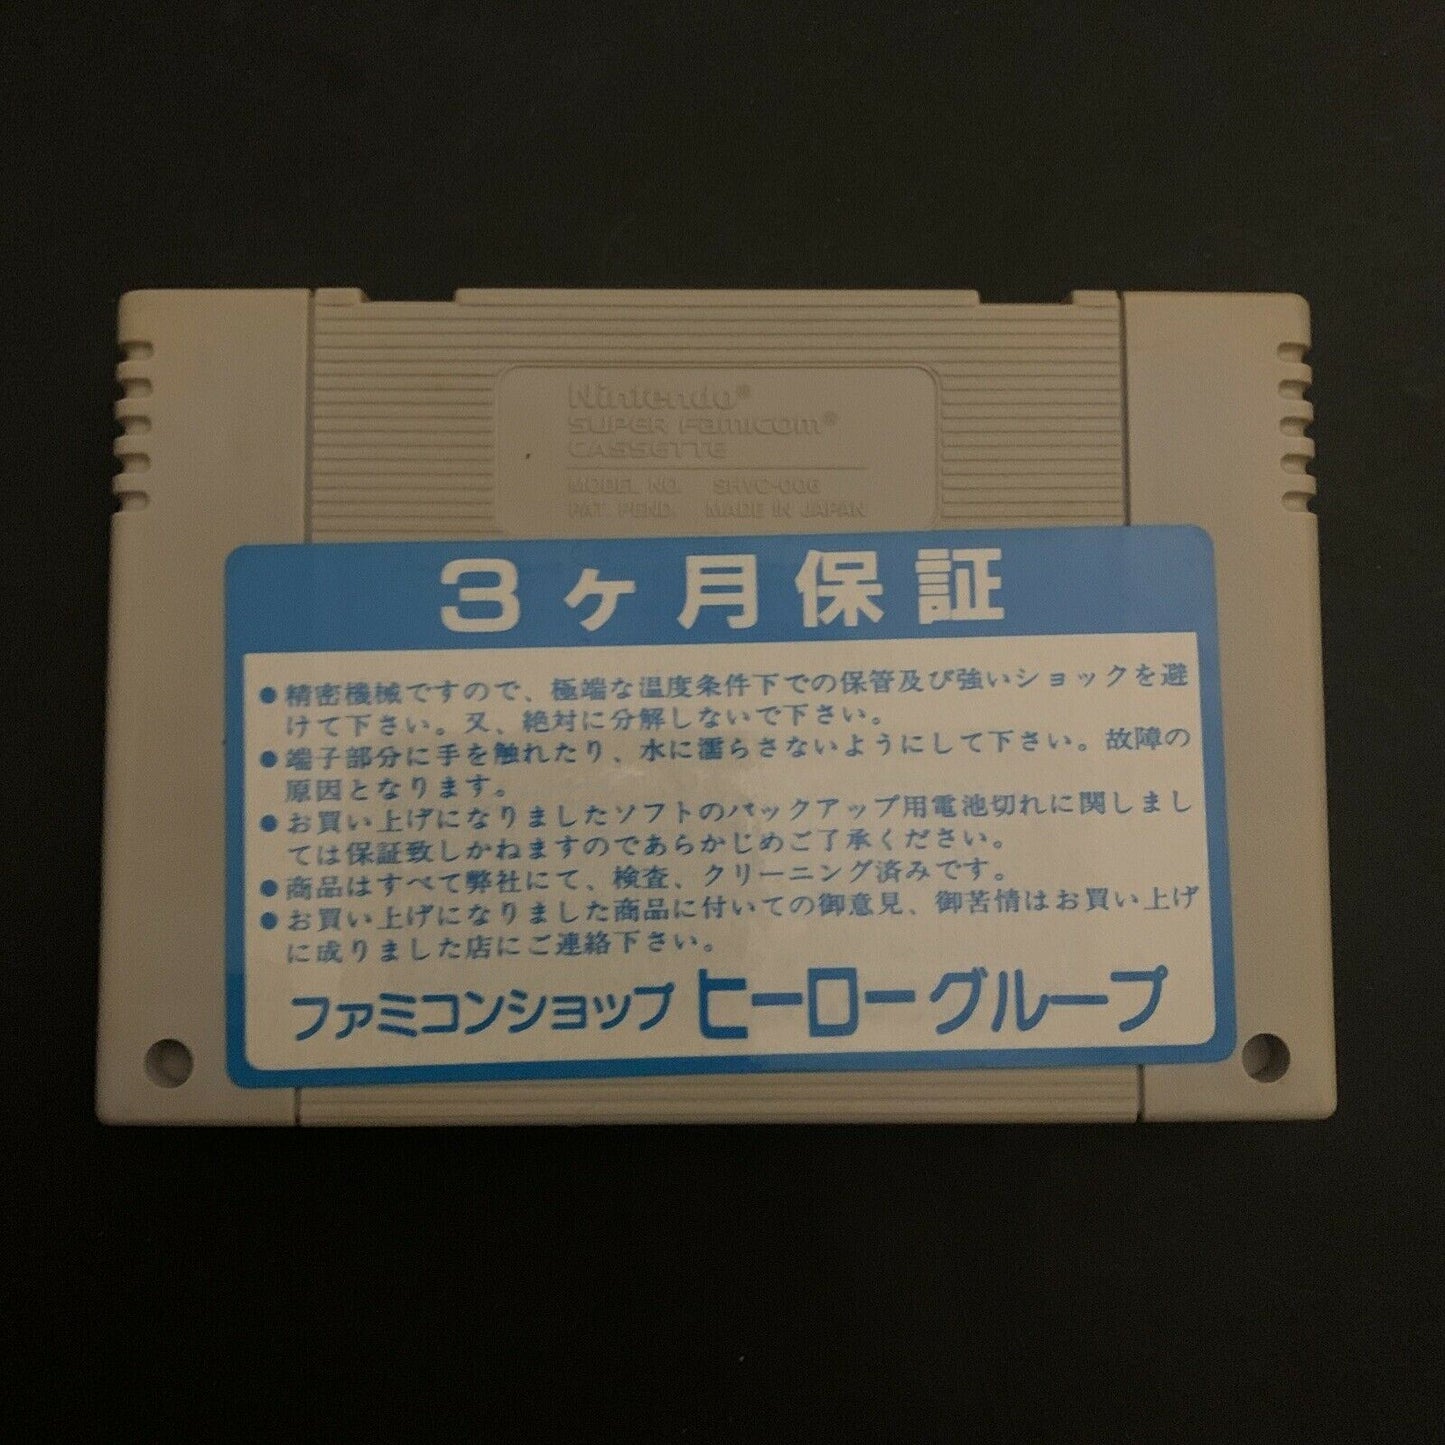 Nintendo®
SUPER Famicom®
CASSETTE
MODEL NO. SHVC-006
PAT PEND. MADE IN JAPAN
3ヶ月保証
●精密機械ですので、極端な温度条件下での保管及び強いショックを避
けて下さい。又、絶対に分解しないで下さい。
●端子部分に手を触れたり、水に濡らさないようにして下さい。故障の
原因となります。
●お買い上げになりましたソフトのバックアップ用電池切れに関しまし
ては保証致しかねますのであらかじめご了承ください。
●商品はすべて弊社にて、検査、クリーニング済みです。
●お買い上げになりました商品に付いての御意見、御苦情はお買い上げ
に成りました店にご連絡下さい。
ファミコンショップ ヒーローグループ